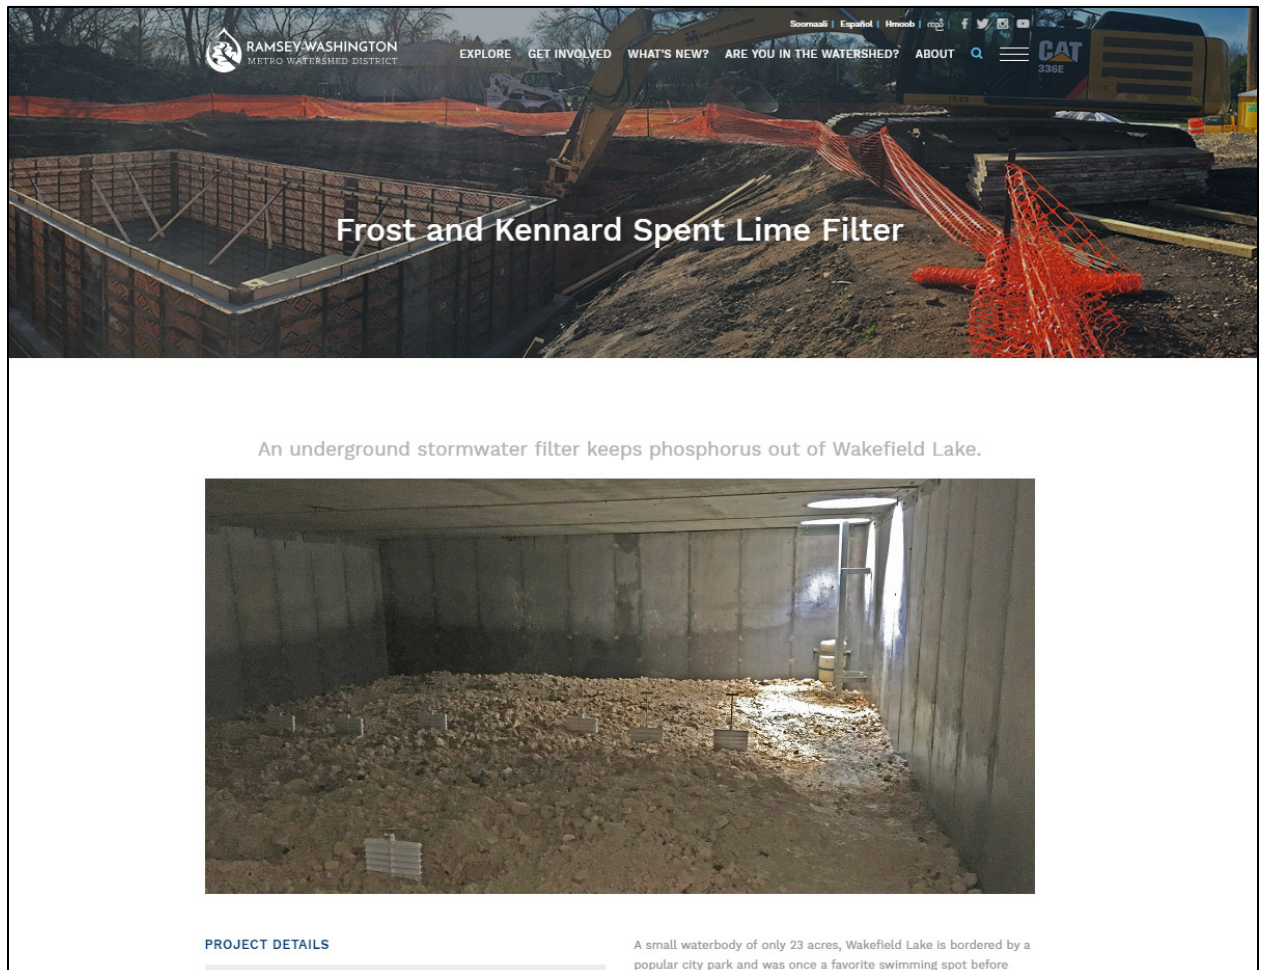 Soomaali | Español | Hmoob | ကညီ
RAMSEY-WASHINGTON
METRO WATERSHED DISTRICT
EXPLORE GET INVOLVED WHAT'S NEW? ARE YOU IN THE WATERSHED? ABOUT
CAT
336E
Frost and Kennard Spent Lime Filter
An underground stormwater filter keeps phosphorus out of Wakefield Lake.
PROJECT DETAILS
A small waterbody of only 23 acres, Wakefield Lake is bordered by a
popular city park and was once a favorite swimming spot before